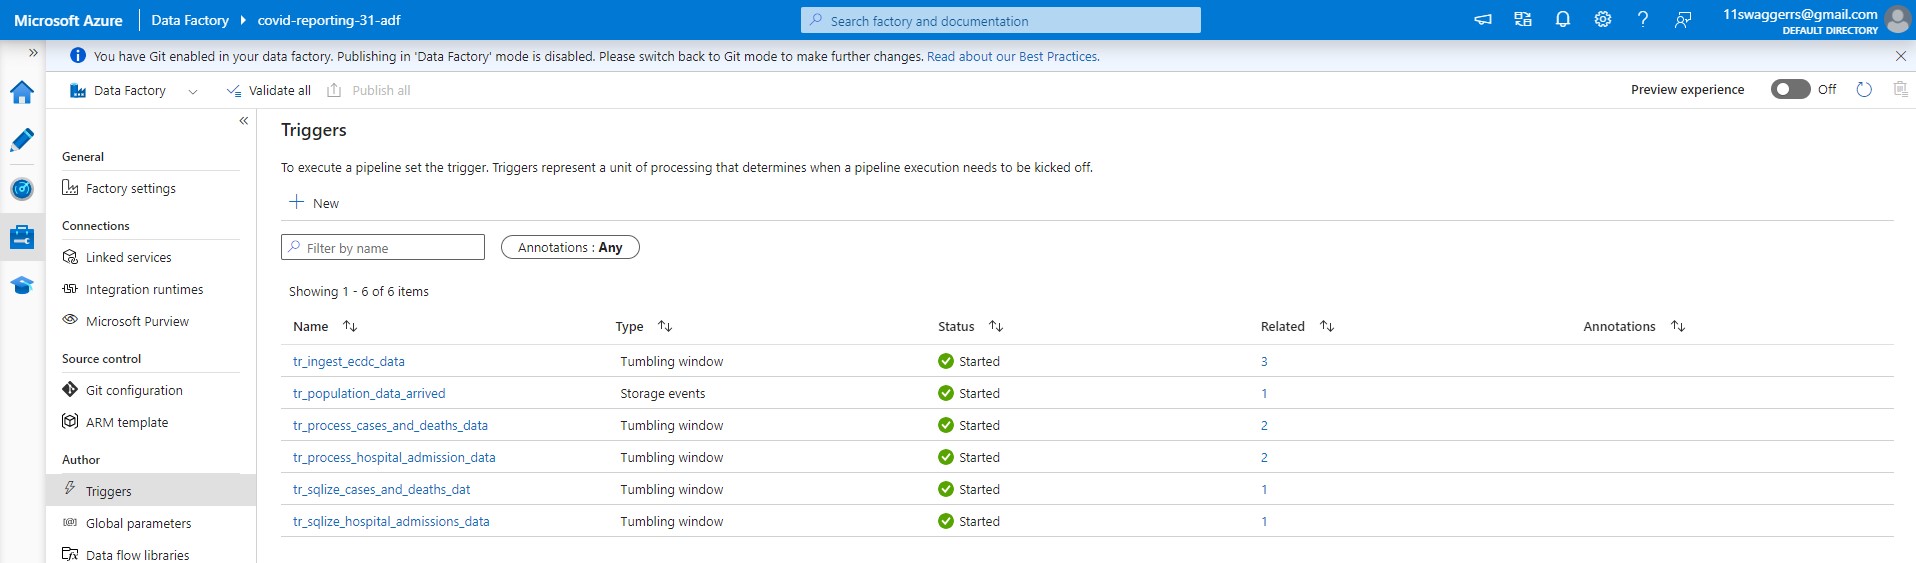 Microsoft Azure Data Factory covid-reporting-31-adf Search factory and documentation ? 11swaggerrs@gmail.com
DEFAULT DIRECTORY
You have Git enabled in your data factory. Publishing in 'Data Factory' mode is disabled. Please switch back to Git mode to make further changes. Read about our Best Practices.
Data Factory Validate all Publish all Preview experience Off
Triggers
To execute a pipeline set the trigger. Triggers represent a unit of processing that determines when a pipeline execution needs to be kicked off.
General
Factory settings
Connections
Linked services
Integration runtimes
Microsoft Purview
Source control
Git configuration
ARM template
Author
Triggers
Global parameters
Data flow libraries
New
Filter by name Annotations : Any
Showing 1 - 6 of 6 items
Name Type Status Related Annotations
tr_ingest_ecdc_data Tumbling window Started 3
tr_population_data_arrived Storage events Started 1
tr_process_cases_and_deaths_data Tumbling window Started 2
tr_process_hospital_admission_data Tumbling window Started 2
tr_sqlize_cases_and_deaths_dat Tumbling window Started 1
tr_sqlize_hospital_admissions_data Tumbling window Started 1